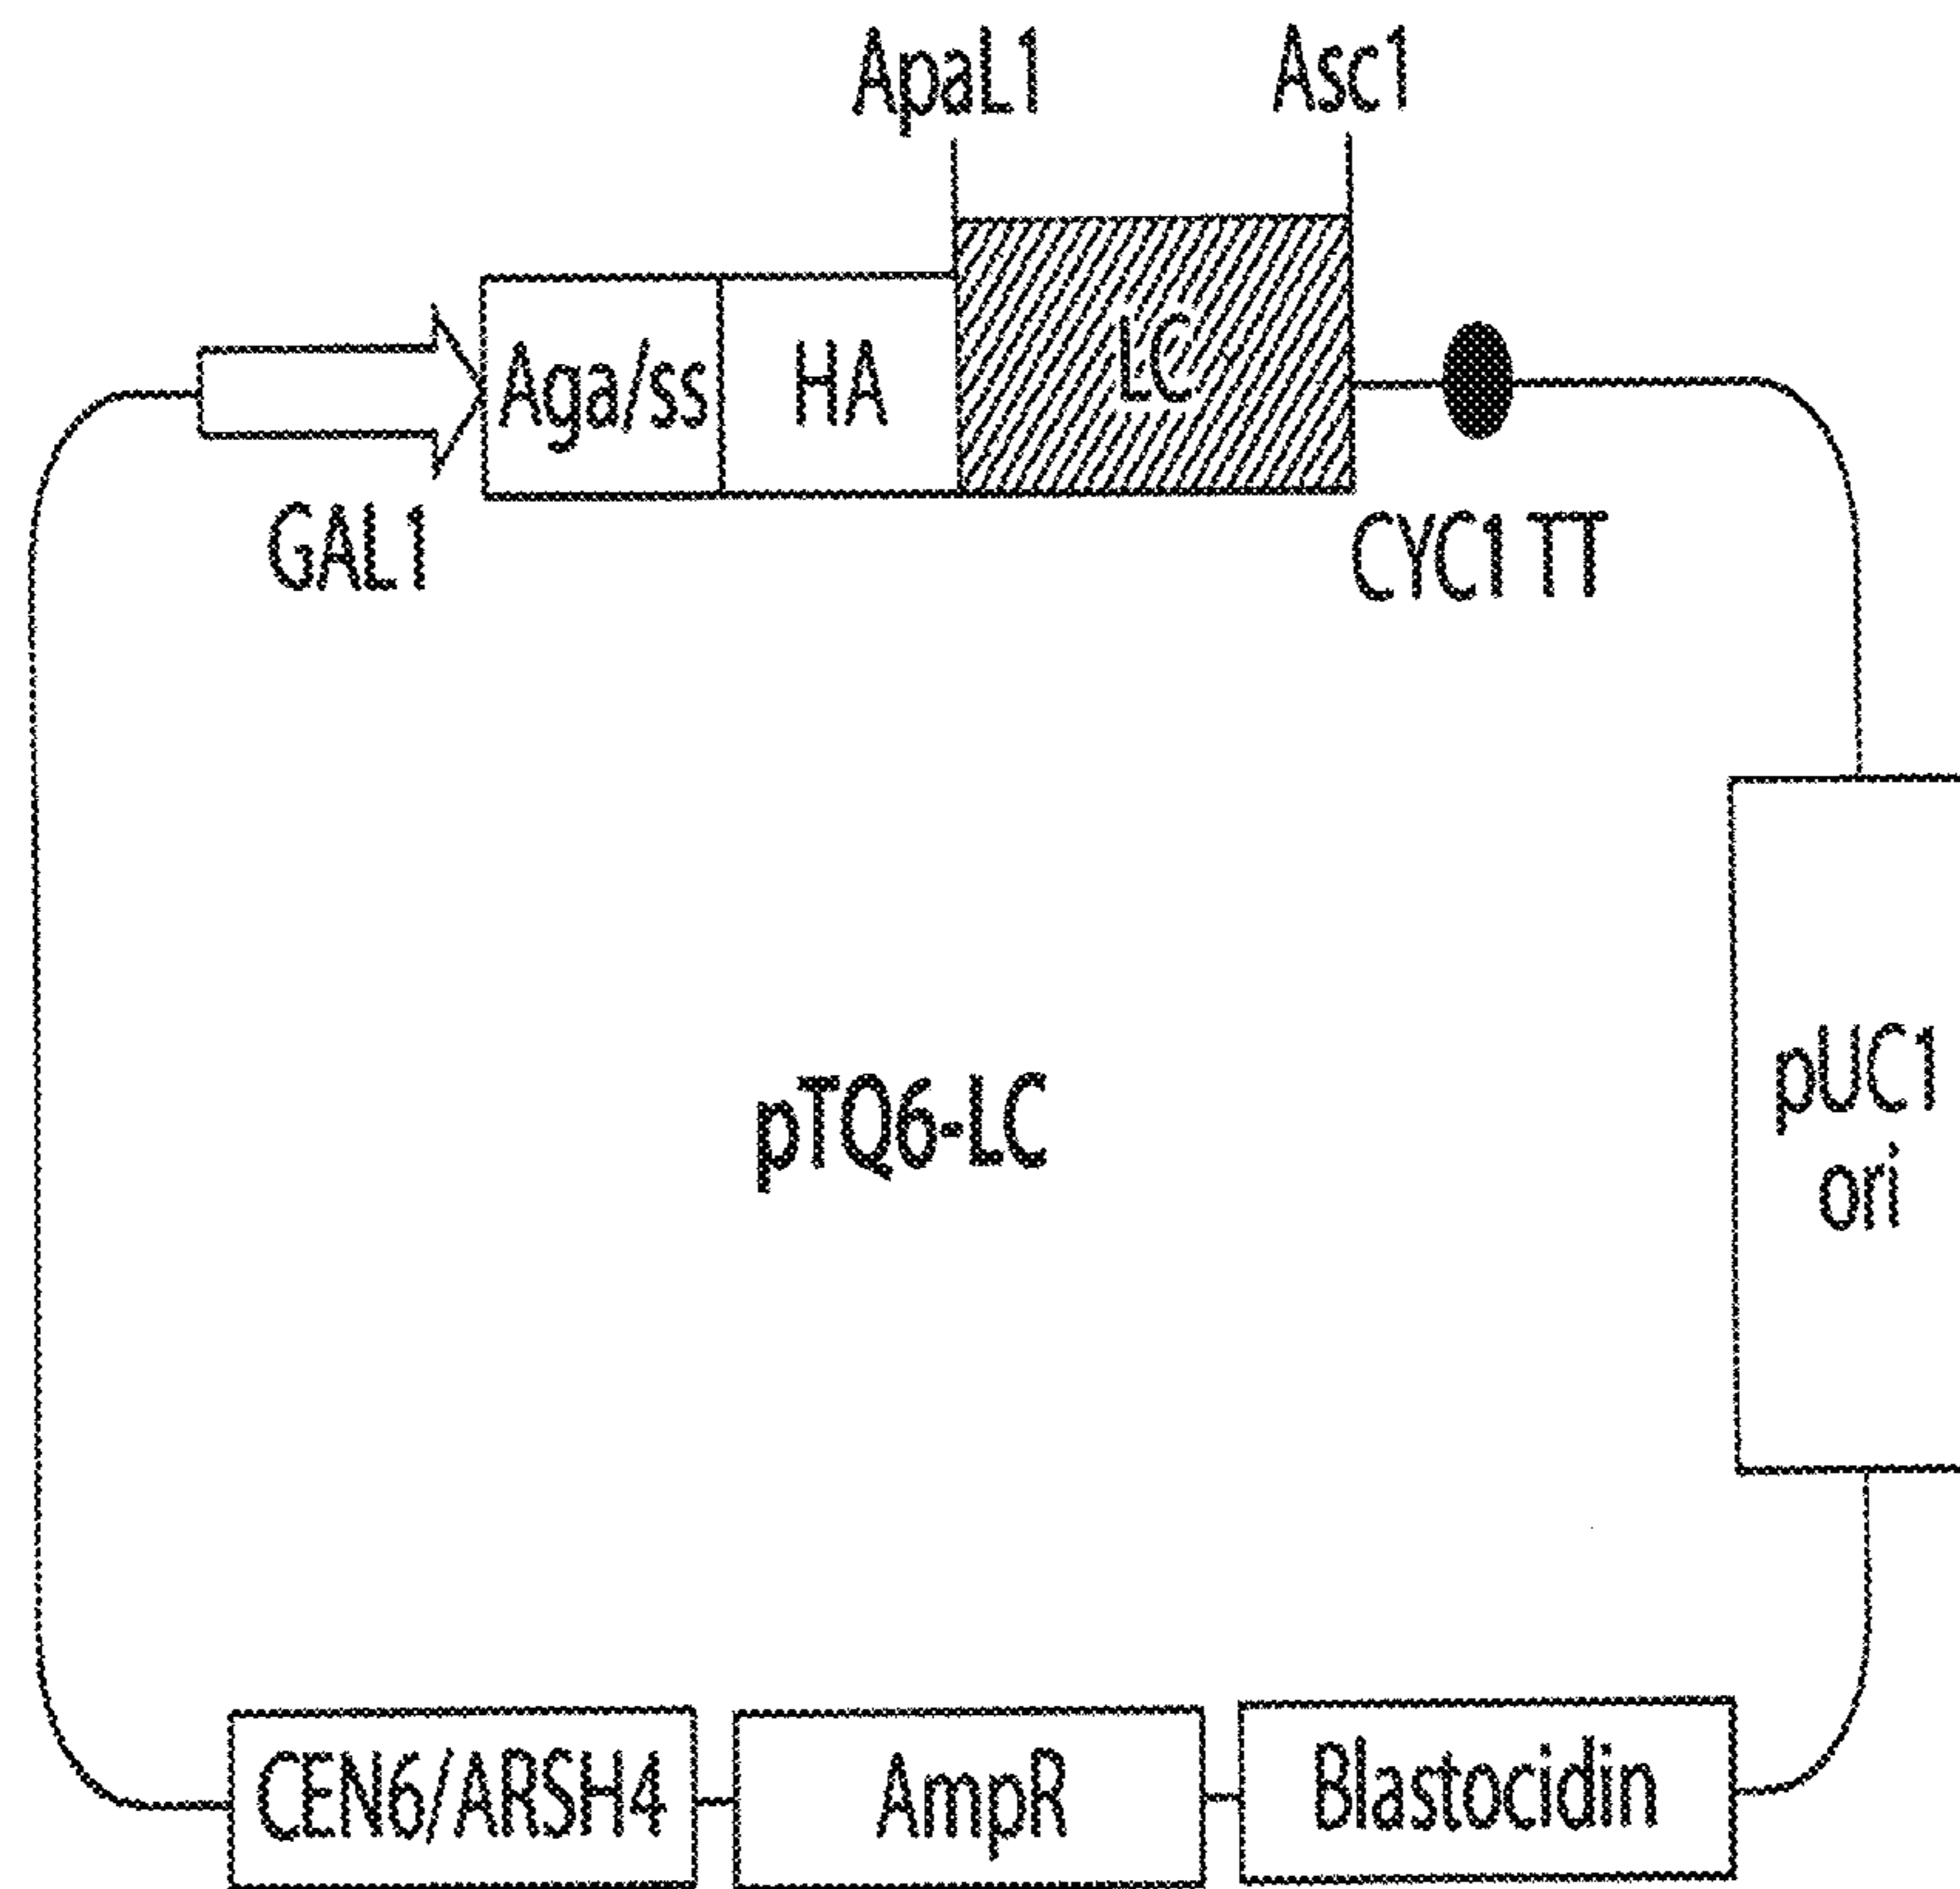 ApaL1
Asc1
Aga/ss
HA
LC
GAL1
CYC1 TT
pUC1
ori
pTQ6-LC
CEN6/ARSH4
AmpR
Blastocidin